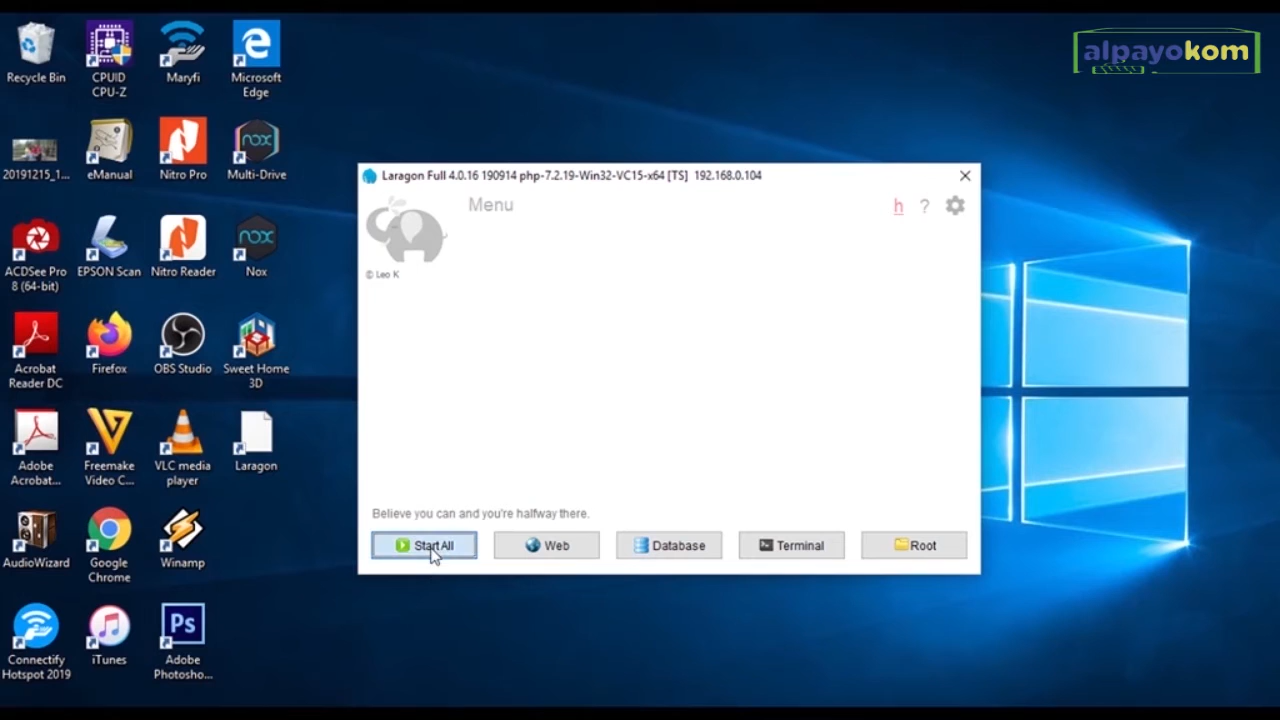 alpayokom
Recycle Bin
CPUID
CPU-Z
Maryfi
Microsoft
Edge
20191215_1...
eManual
Nitro Pro
nox
Multi-Drive
ACDSee Pro
8 (64-bit)
EPSON Scan
Nitro Reader
nox
Nox
Acrobat
Reader DC
Firefox
OBS Studio
Sweet Home
3D
Adobe
Acrobat...
Freemake
Video C...
VLC media
player
Laragon
AudioWizard
Google
Chrome
Winamp
Connectify
Hotspot 2019
iTunes
Ps
Adobe
Photosho...
Laragon Full 4.0.16 190914 php-7.2.19-Win32-VC15-x64 [TS] 192.168.0.104
Menu
h ?
© Leo K
Believe you can and you're halfway there.
Start All
Web
Database
Terminal
Root